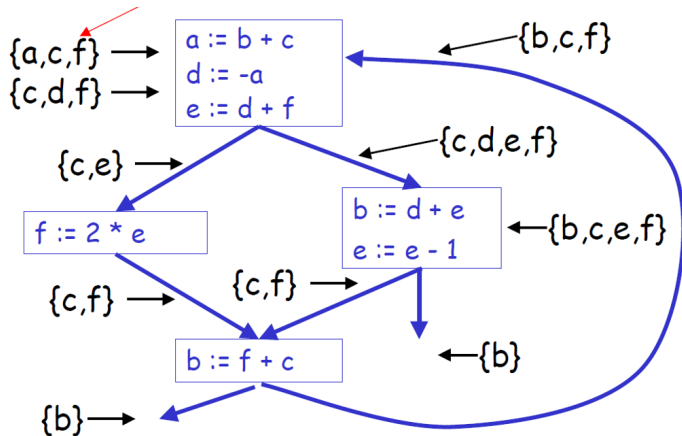 {b,c,f}
{a,c,f}
a := b + c
{c,d,f}
d := -a
e := d + f
{c,e}
{c,d,e,f}
f := 2 * e
b := d + e
e := e - 1
{b,c,e,f}
{c,f}
{c,f}
b := f + c
{b}
{b}